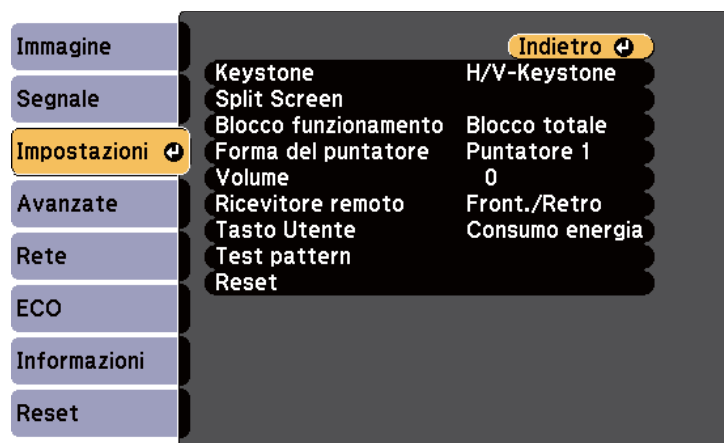 Immagine
Segnale
Impostazioni
Avanzate
Rete
ECO
Informazioni
Reset
Indietro
Keystone H/V-Keystone
Split Screen
Blocco funzionamento Blocco totale
Forma del puntatore Puntatore 1
Volume 0
Ricevitore remoto Front./Retro
Tasto Utente Consumo energia
Test pattern
Reset